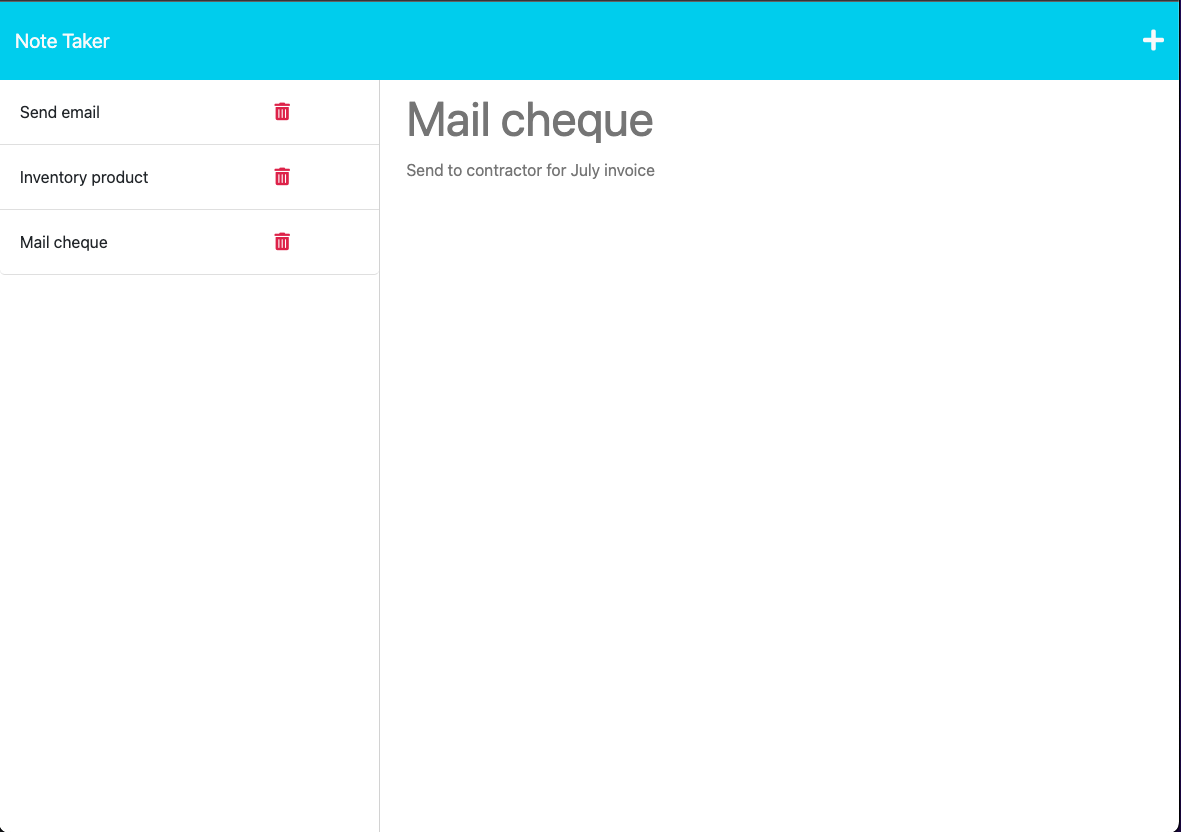 Note Taker
Send email
Inventory product
Mail cheque
Mail cheque
Send to contractor for July invoice